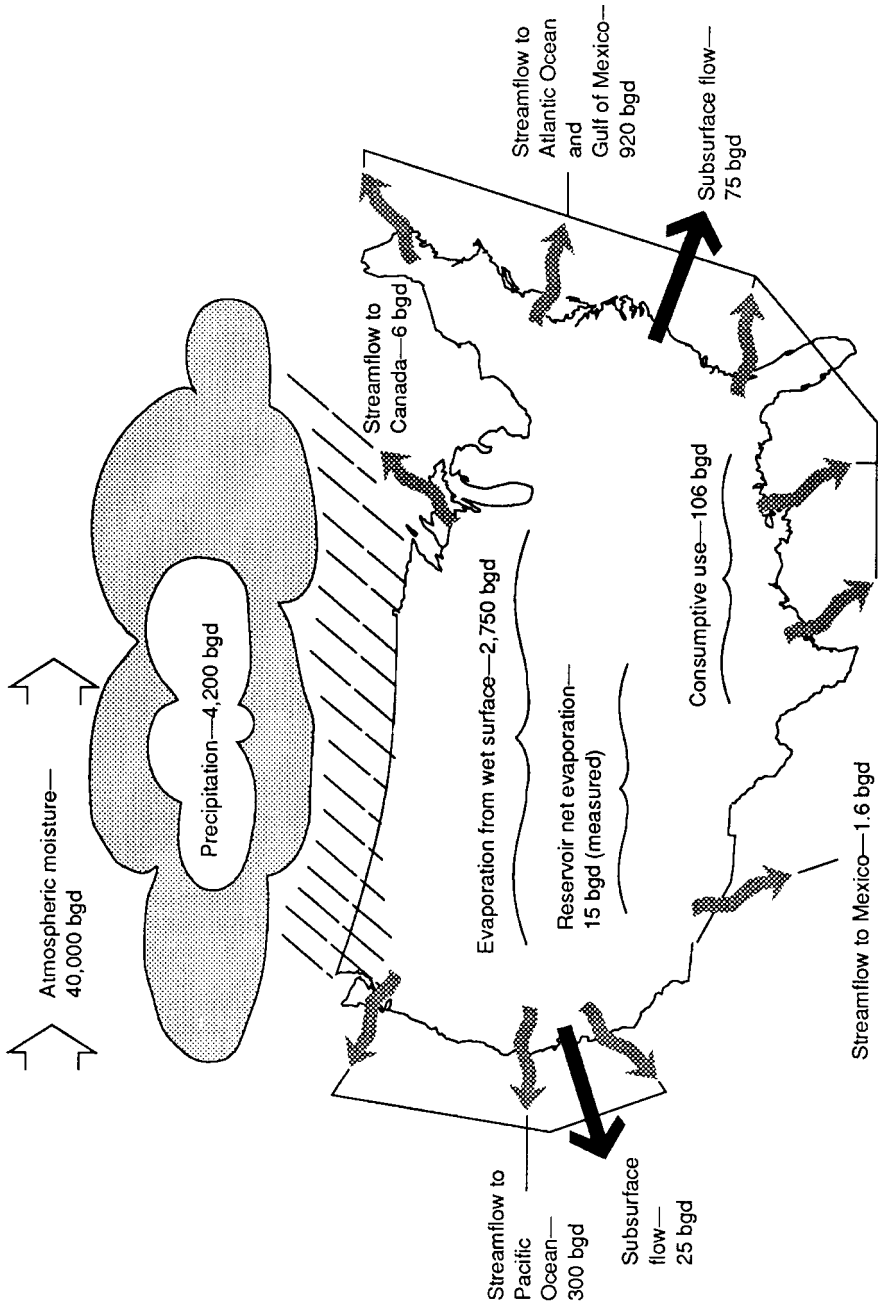 Atmospheric moisture—
40,000 bgd
Precipitation—4,200 bgd
Streamflow to
Canada—6 bgd
Streamflow to
Atlantic Ocean
and
Gulf of Mexico—
920 bgd
Subsurface flow—
75 bgd
Evaporation from wet surface—2,750 bgd
Reservoir net evaporation—
15 bgd (measured)
Consumptive use—106 bgd
Streamflow to
Pacific
Ocean—
300 bgd
Subsurface
flow—
25 bgd
Streamflow to Mexico—1.6 bgd